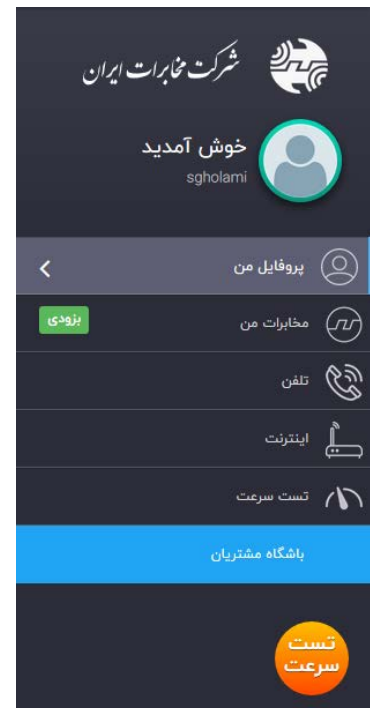 شرکت مخابرات ایران
خوش آمدید
sgholami
پروفایل من
مخابرات من
بزودی
تلفن
اینترنت
تست سرعت
باشگاه مشتریان
تست
سرعت